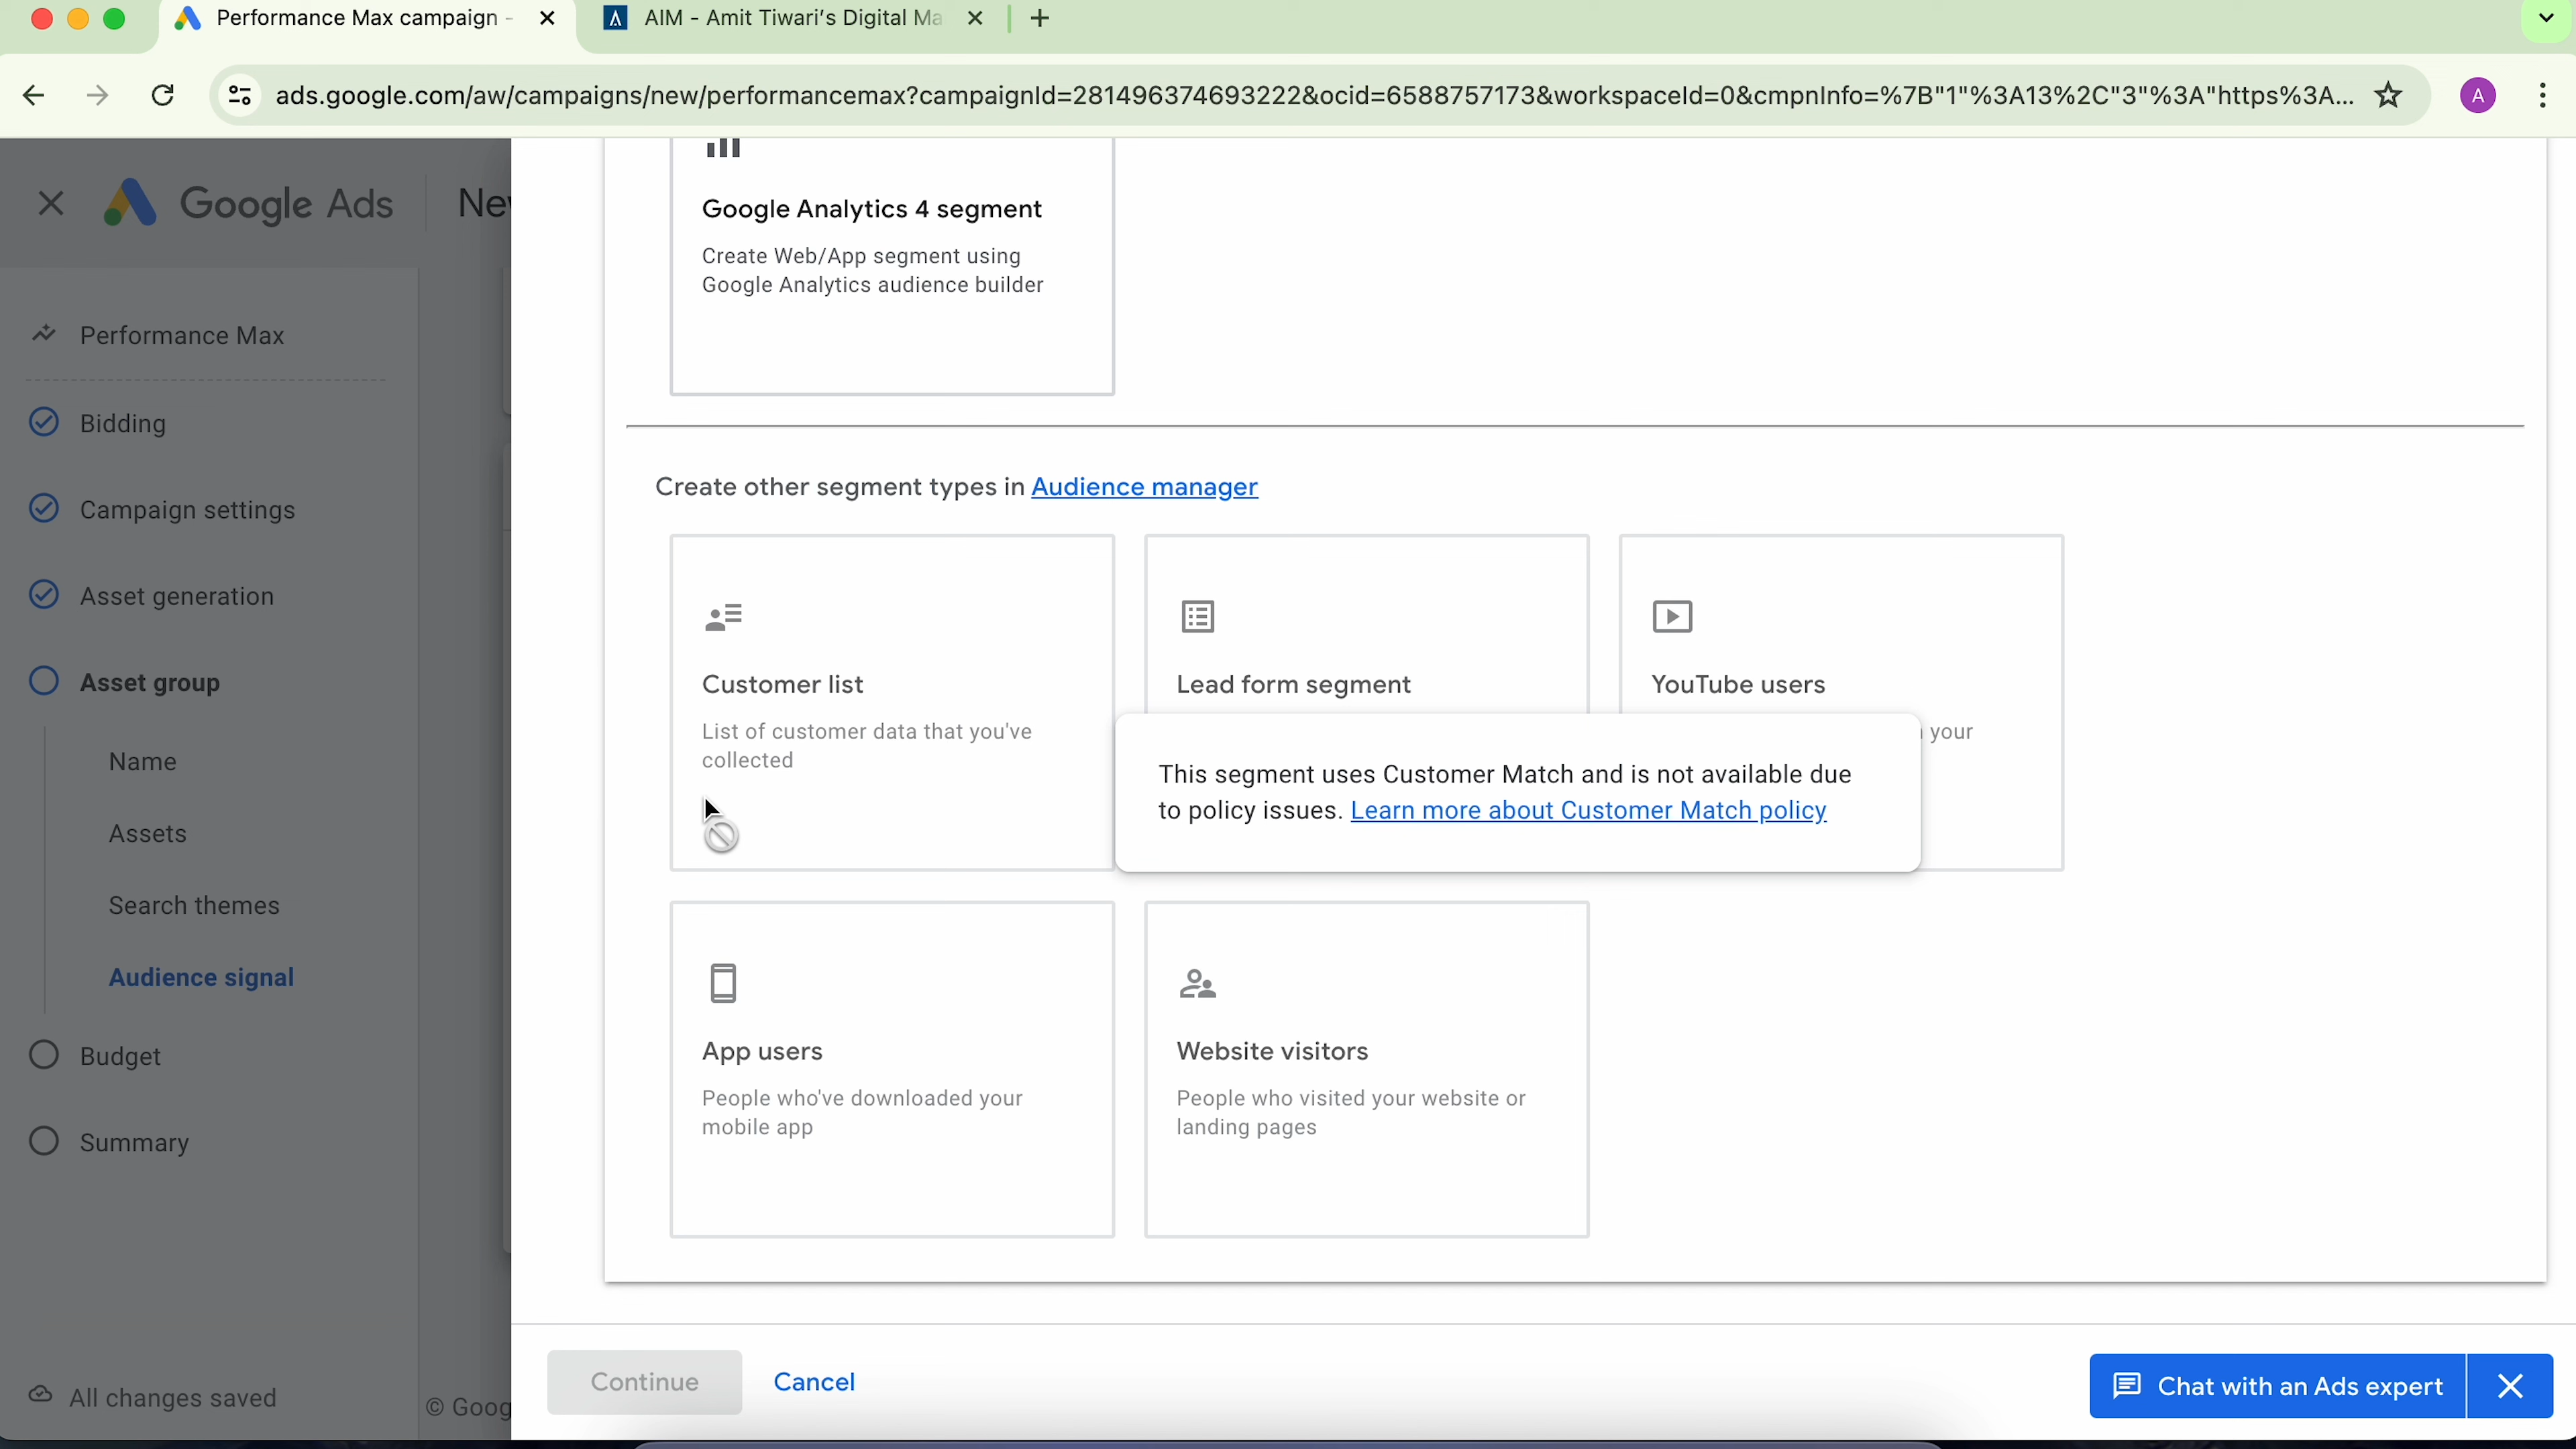 Performance Max campaign -
AIM - Amit Tiwari's Digital Ma
ads.google.com/aw/campaigns/new/performancemax?campaignId=281496374693222&ocid=6588757173&workspaceId=0&cmpnInfo=%7B"1"%3A13%2C"3"%3A"https%3A...
A
Google Ads
New
Performance Max
Bidding
Campaign settings
Asset generation
Asset group
Name
Assets
Search themes
Audience signal
Budget
Summary
All changes saved
© Goog
Google Analytics 4 segment
Create Web/App segment using
Google Analytics audience builder
Create other segment types in Audience manager
Customer list
List of customer data that you've
collected
Lead form segment
YouTube users
your
This segment uses Customer Match and is not available due
to policy issues. Learn more about Customer Match policy
App users
People who've downloaded your
mobile app
Website visitors
People who visited your website or
landing pages
Continue
Cancel
Chat with an Ads expert